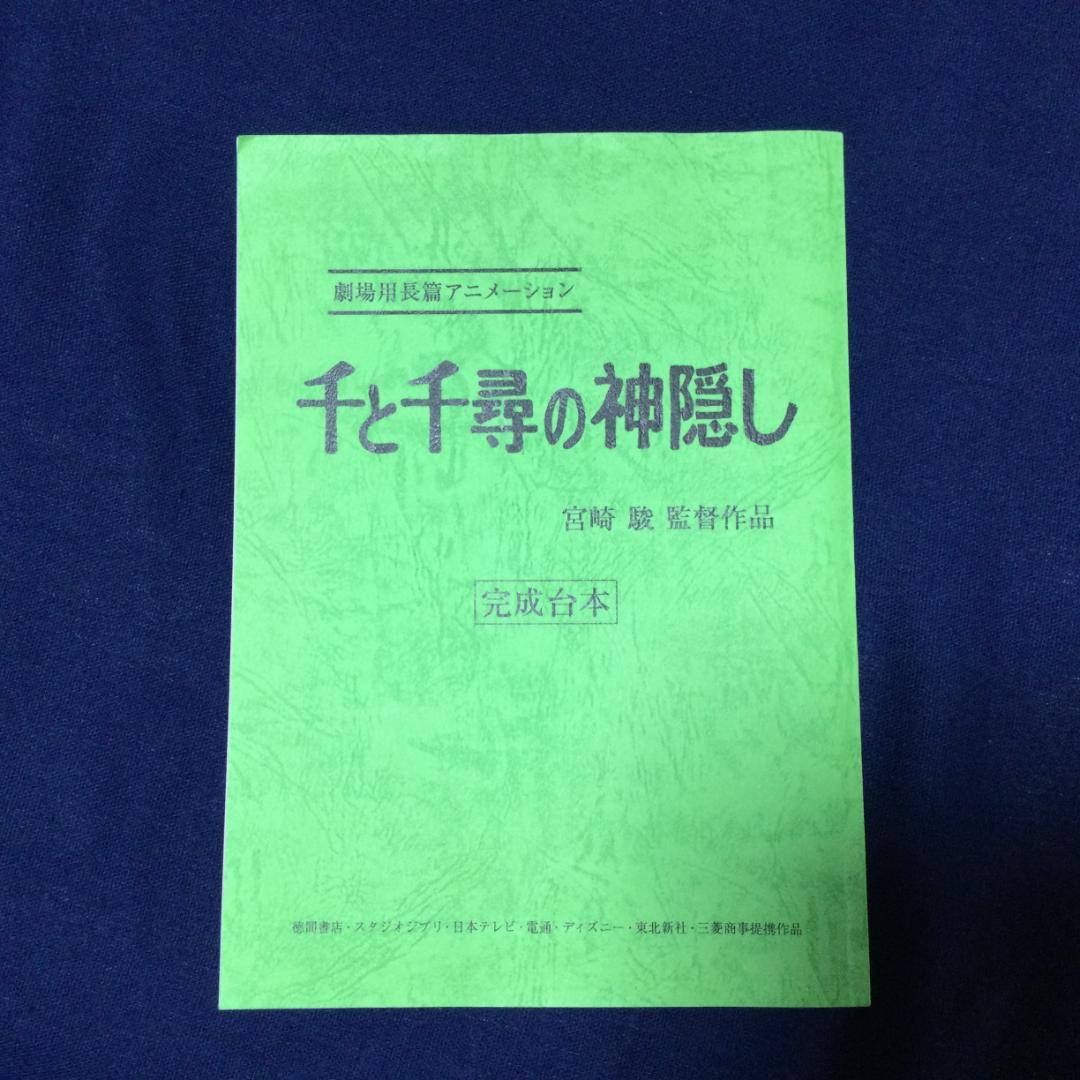 劇場用長篇アニメーション
千と千尋の神隠し
宮崎 駿 監督作品
完成台本
徳間書店・スタジオジブリ・日本テレビ・電通・ディズニー・東北新社・三菱商事提携作品